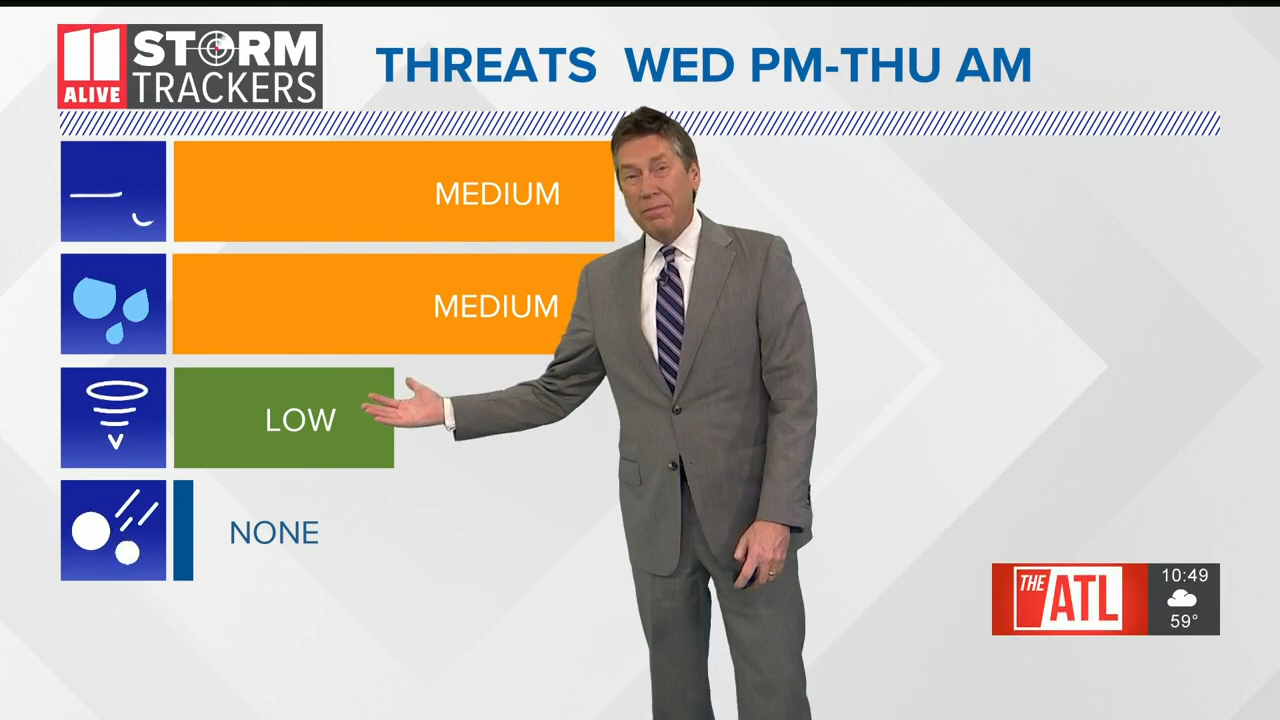 11 ALIVE
STORM
TRACKERS
THREATS WED PM-THU AM
MEDIUM
MEDIUM
LOW
NONE
THE ATL
10:49
59°